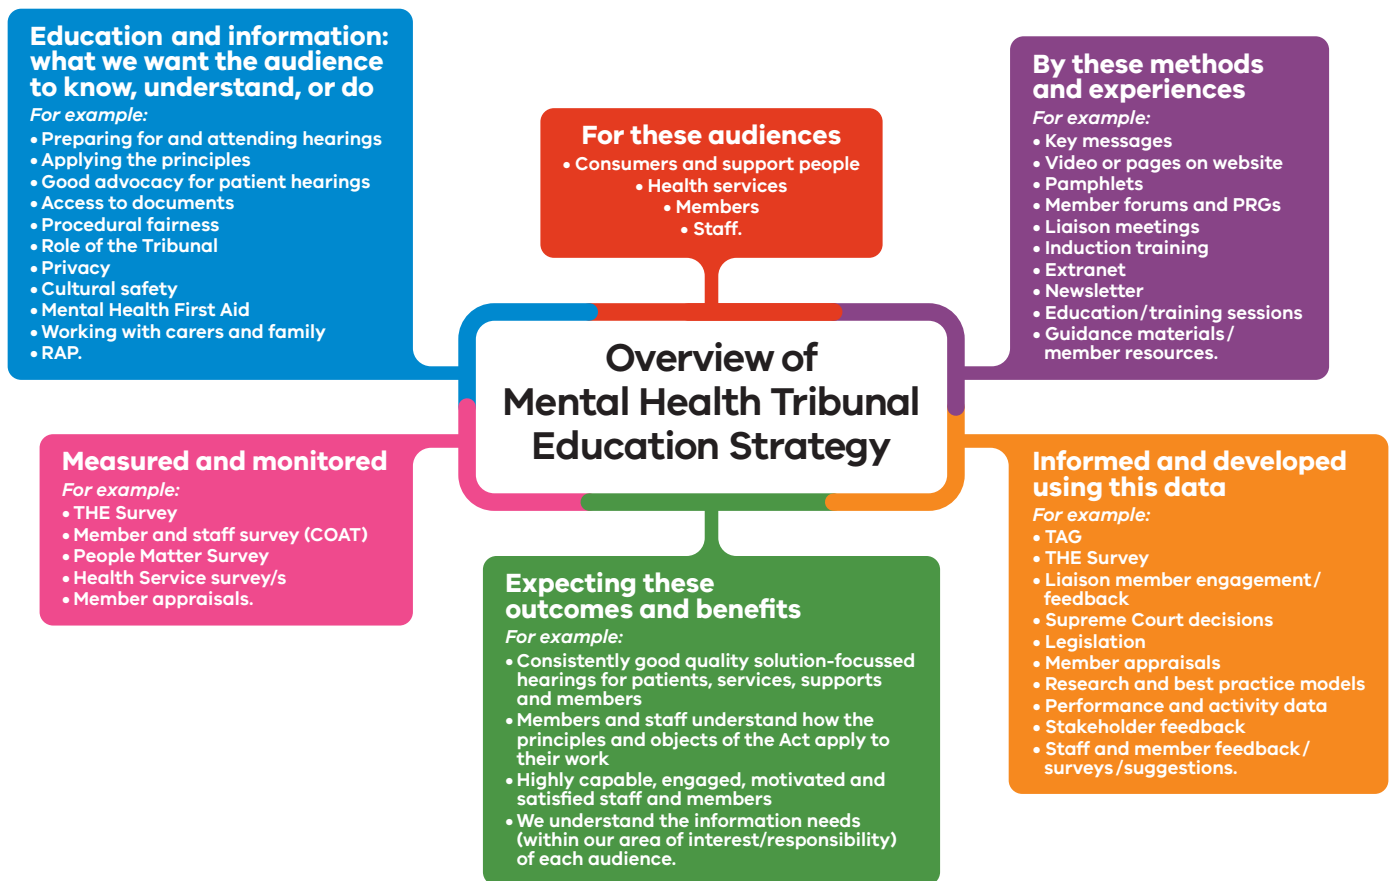 Education and information:
what we want the audience
to know, understand, or do
For example:
• Preparing for and attending hearings
• Applying the principles
• Good advocacy for patient hearings
• Access to documents
• Procedural fairness
• Role of the Tribunal
• Privacy
• Cultural safety
• Mental Health First Aid
• Working with carers and family
• RAP.
For these audiences
• Consumers and support people
• Health services
• Members
• Staff.
By these methods
and experiences
For example:
• Key messages
• Video or pages on website
• Pamphlets
• Member forums and PRGs
• Liaison meetings
• Induction training
• Extranet
• Newsletter
• Education/training sessions
• Guidance materials/
member resources.
Overview of
Mental Health Tribunal
Education Strategy
Measured and monitored
For example:
• THE Survey
• Member and staff survey (COAT)
• People Matter Survey
• Health Service survey/s
• Member appraisals.
Expecting these
outcomes and benefits
For example:
• Consistently good quality solution-focussed
hearings for patients, services, supports
and members
• Members and staff understand how the
principles and objects of the Act apply to
their work
• Highly capable, engaged, motivated and
satisfied staff and members
• We understand the information needs
(within our area of interest/responsibility)
of each audience.
Informed and developed
using this data
For example:
• TAG
• THE Survey
• Liaison member engagement/
feedback
• Supreme Court decisions
• Legislation
• Member appraisals
• Research and best practice models
• Performance and activity data
• Stakeholder feedback
• Staff and member feedback/
surveys/suggestions.